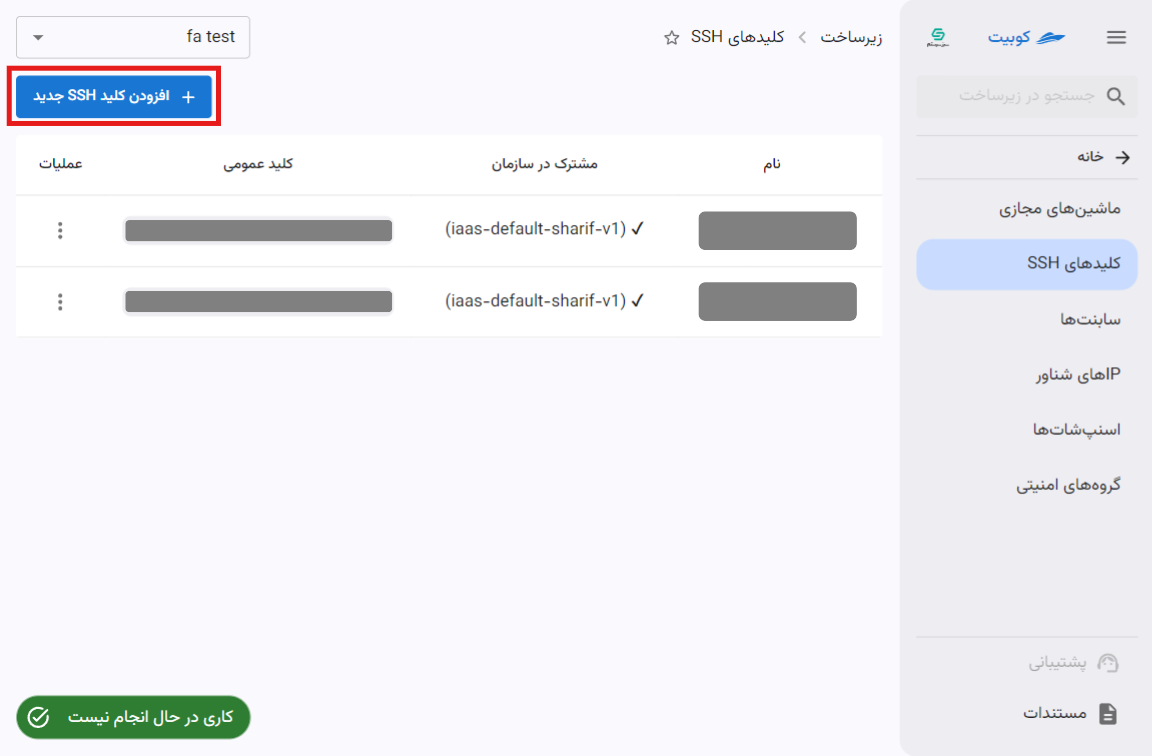 کوبیت
جستجو در زیرساخت
خانه
ماشین‌های مجازی
کلیدهای SSH
سابنت‌ها
IPهای شناور
اسنپ‌شات‌ها
گروه‌های امنیتی
پشتیبانی
مستندات
زیرساخت > کلیدهای SSH
fa test
+ افزودن کلید SSH جدید
نام مشترک در سازمان کلید عمومی عملیات
✓ (iaas-default-sharif-v1)
✓ (iaas-default-sharif-v1)
کاری در حال انجام نیست